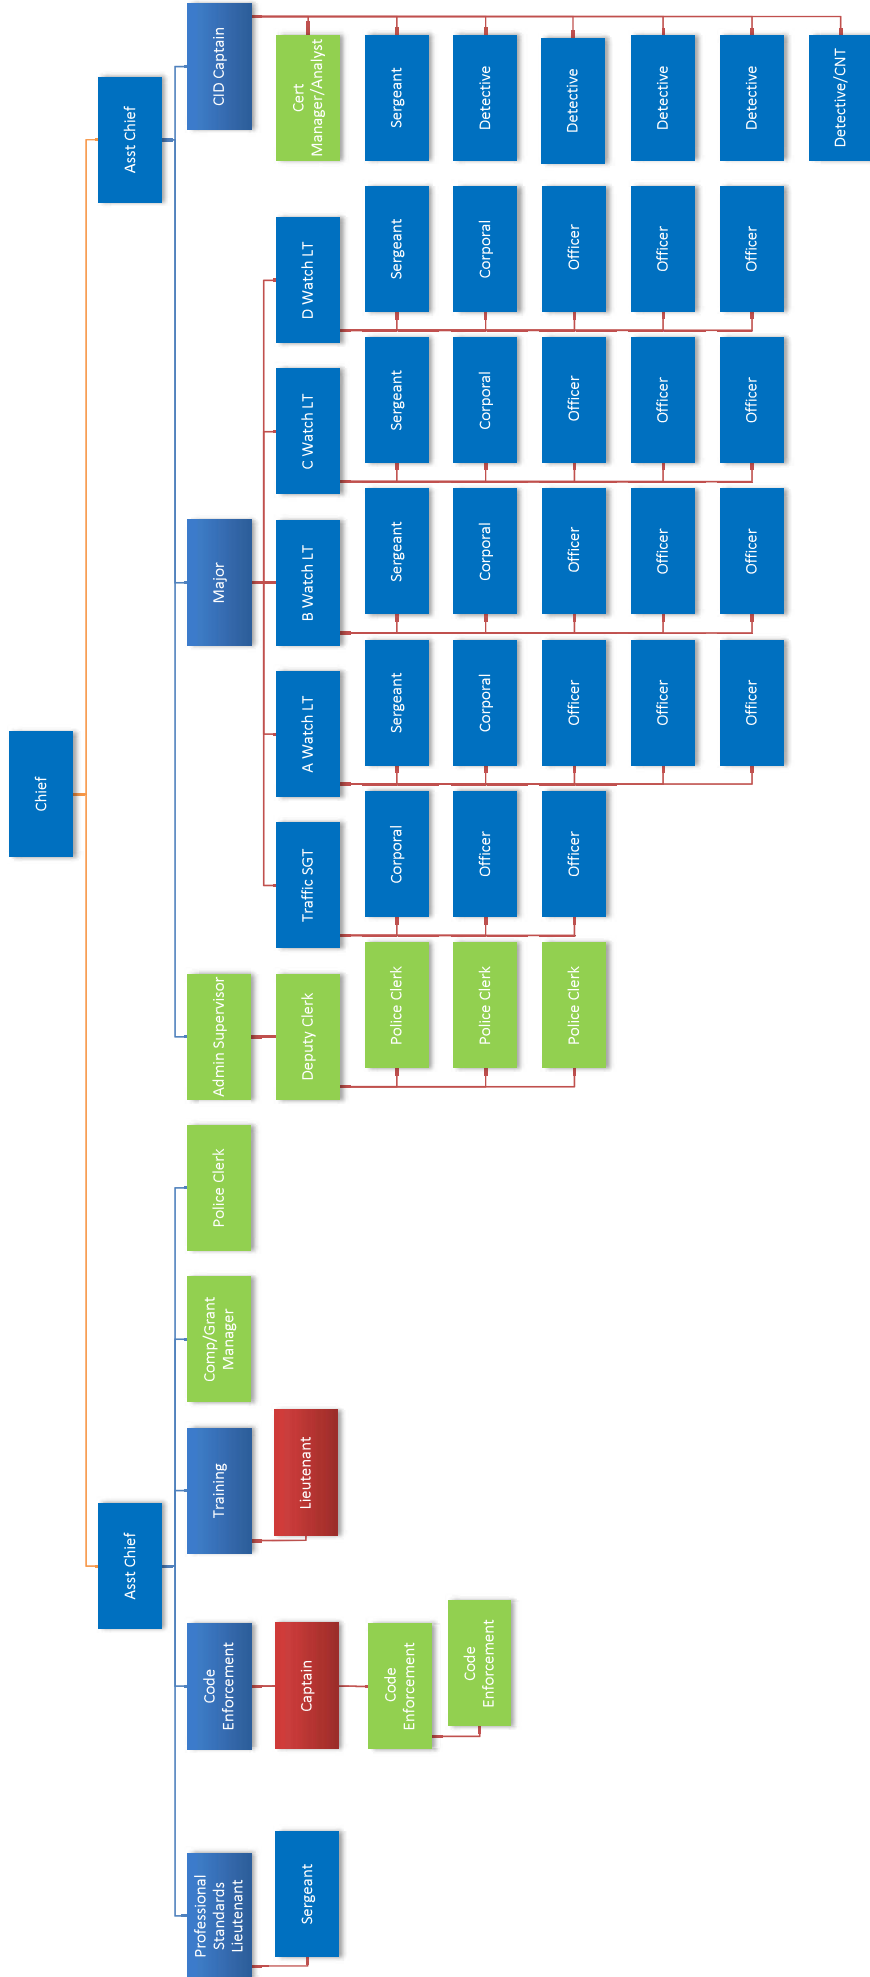 Chief
Asst Chief
Asst Chief
Professional
Standards
Lieutenant
Code
Enforcement
Training
Comp/Grant
Manager
Police Clerk
Admin Supervisor
Major
CID Captain
Sergeant
Captain
Lieutenant
Deputy Clerk
Traffic SGT
A Watch LT
B Watch LT
C Watch LT
D Watch LT
Cert
Manager/Analyst
Code
Enforcement
Police Clerk
Corporal
Sergeant
Sergeant
Sergeant
Sergeant
Sergeant
Code
Enforcement
Police Clerk
Officer
Corporal
Corporal
Corporal
Corporal
Detective
Police Clerk
Officer
Officer
Officer
Officer
Officer
Detective
Officer
Officer
Officer
Officer
Detective
Officer
Officer
Officer
Officer
Detective
Detective/CNT